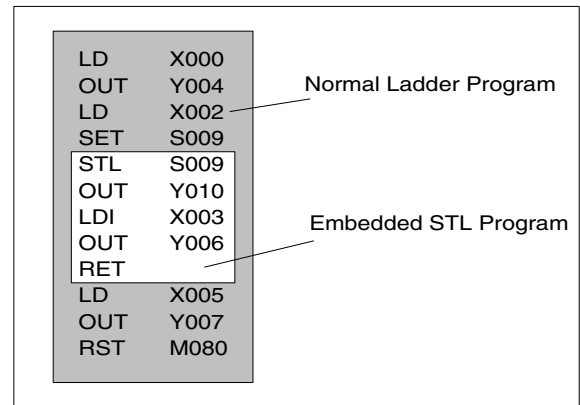 LD X000
OUT Y004
LD X002
SET S009
STL S009
OUT Y010
LDI X003
OUT Y006
RET
LD X005
OUT Y007
RST M080
Normal Ladder Program
Embedded STL Program